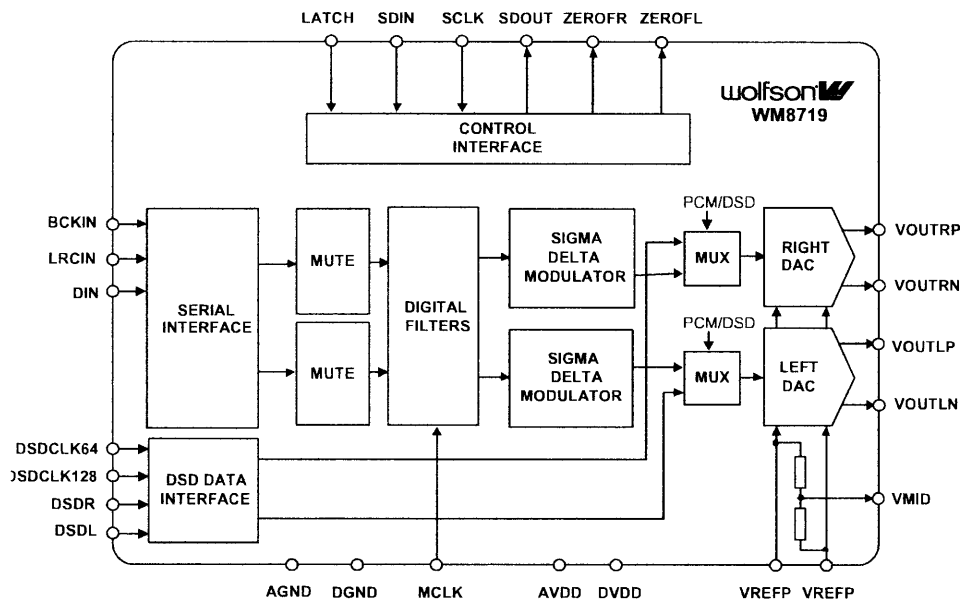 LATCH SDIN SCLK SDOUT ZEROFR ZEROFL
wolfson
WM8719
CONTROL
INTERFACE
BCKIN
LRCIN
DIN
SERIAL
INTERFACE
MUTE
MUTE
DIGITAL
FILTERS
SIGMA
DELTA
MODULATOR
SIGMA
DELTA
MODULATOR
PCM/DSD
MUX
PCM/DSD
MUX
RIGHT
DAC
LEFT
DAC
VOUTRP
VOUTRN
VOUTLP
VOUTLN
DSDCLK64
DSDCLK128
DSDR
DSDL
DSD DATA
INTERFACE
VMID
AGND DGND MCLK AVDD DVDD VREFP VREFP